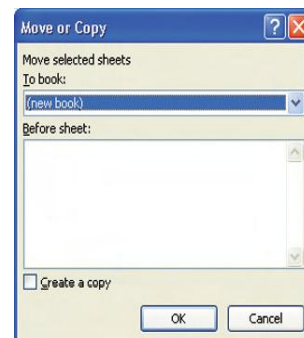 Move or Copy
Move selected sheets
To book:
(new book)
Before sheet:
Create a copy
OK Cancel